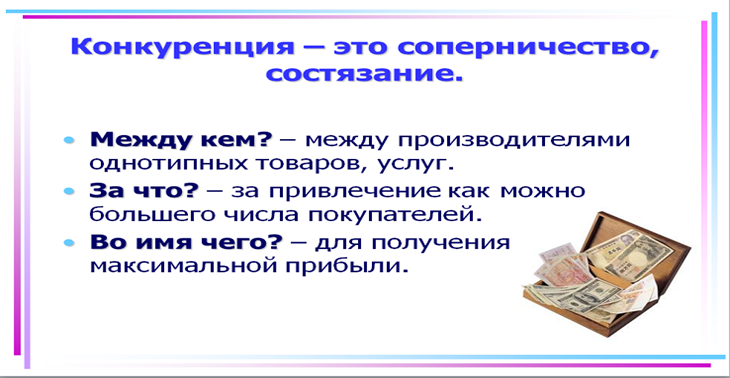 Конкуренция – это соперничество,
состязание.
• Между кем? – между производителями
однотипных товаров, услуг.
• За что? – за привлечение как можно
большего числа покупателей.
• Во имя чего? – для получения
максимальной прибыли.